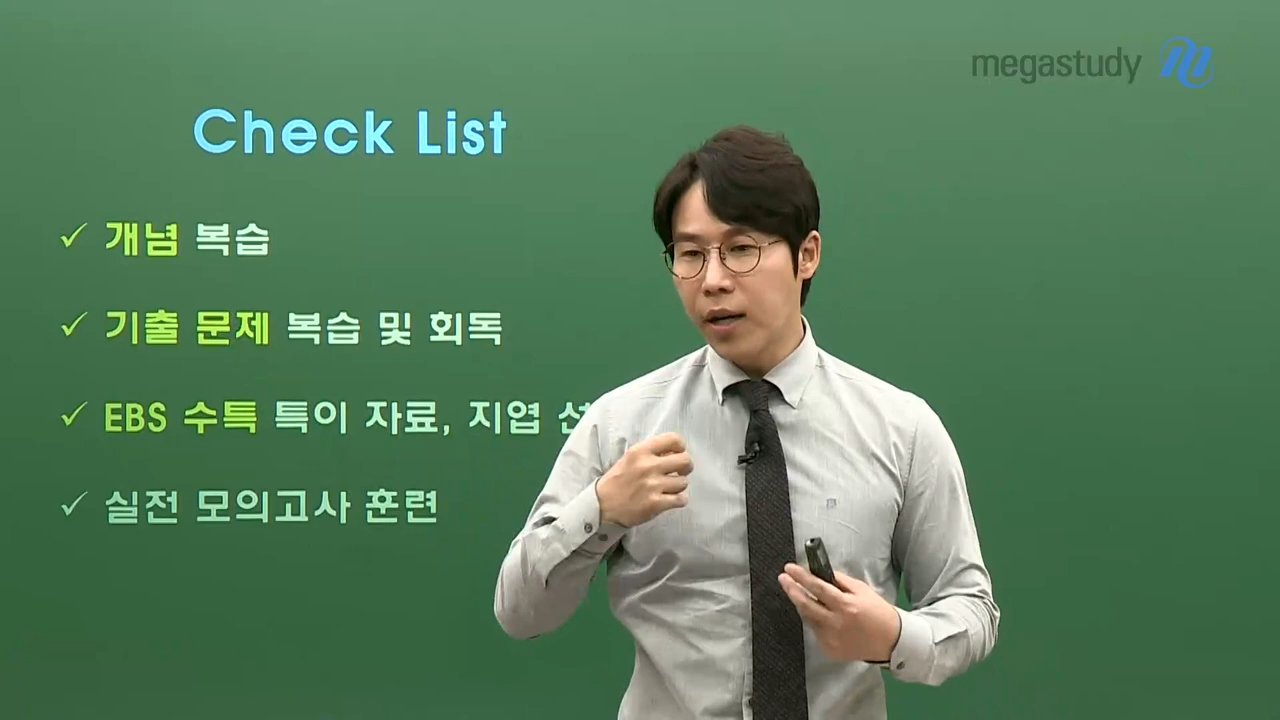 megastudy
Check List
✓ 개념 복습
✓ 기출 문제 복습 및 회독
✓ EBS 수특 특이 자료, 지엽
✓ 실전 모의고사 훈련